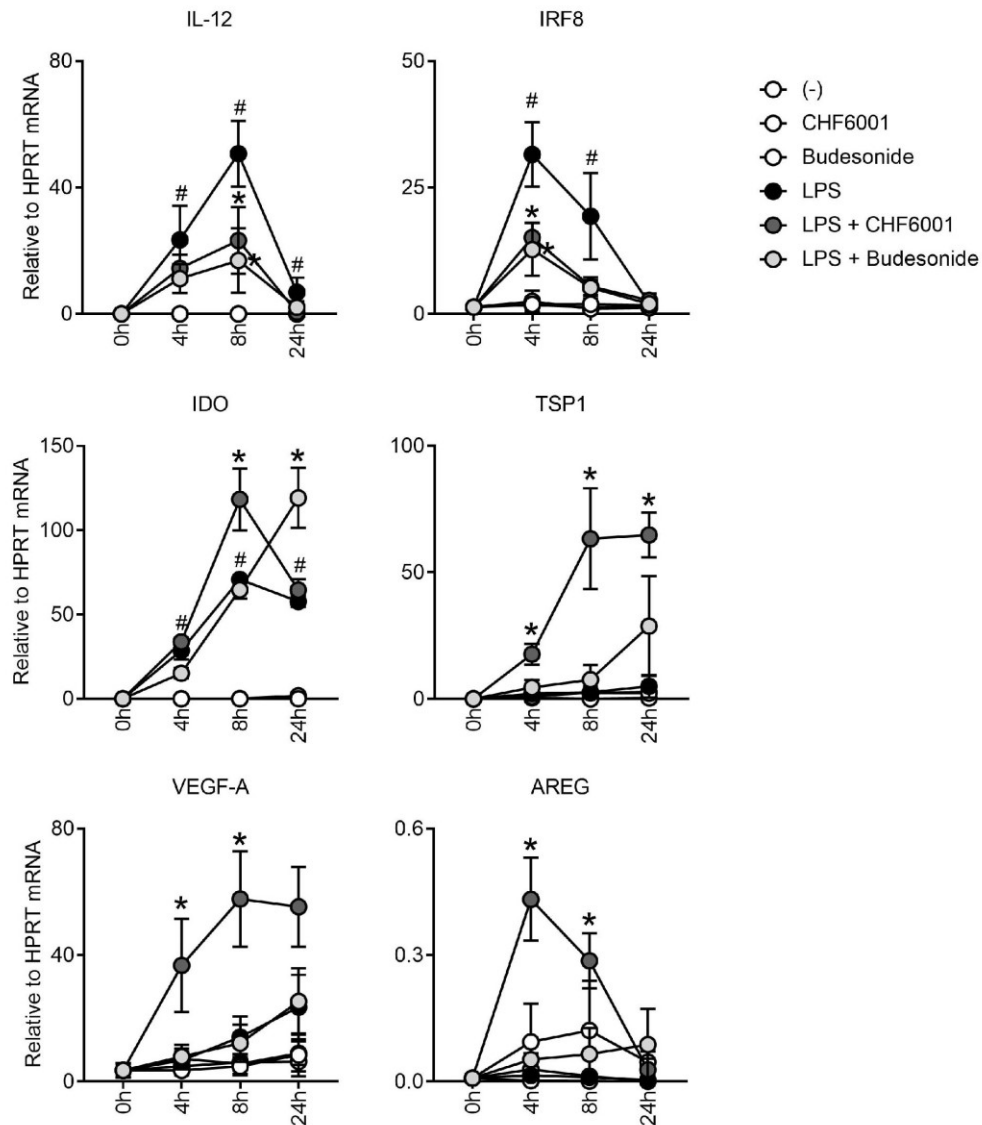 IL-12
IRF8
80
40
0
Relative to HPRT mRNA
# # * * #
0h 4h 8h 24h
50
25
0
# * * #
0h 4h 8h 24h
(-)
CHF6001
Budesonide
LPS
LPS + CHF6001
LPS + Budesonide
IDO
TSP1
150
100
50
0
Relative to HPRT mRNA
# * # * #
0h 4h 8h 24h
100
50
0
* * *
0h 4h 8h 24h
VEGF-A
AREG
80
40
0
Relative to HPRT mRNA
* *
0h 4h 8h 24h
0.6
0.3
0.0
* *
0h 4h 8h 24h